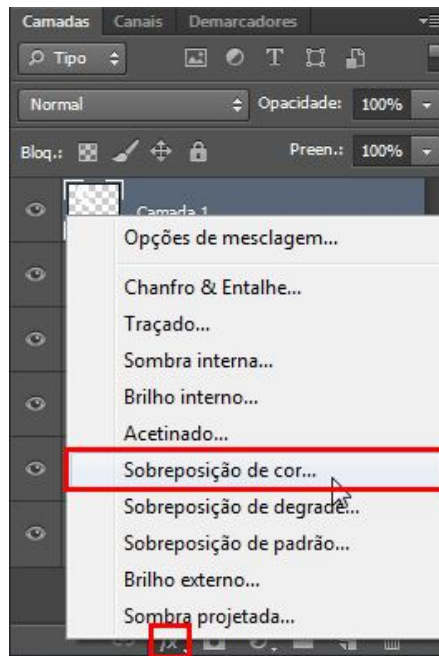 Camadas Canais Demarcadores
Tipo T
Normal Opacidade: 100%
Bloq.: Preen.: 100%
Camada 1
Opções de mesclagem...
Chanfro & Entalhe...
Traçado...
Sombra interna...
Brilho interno...
Acetinado...
Sobreposição de cor...
Sobreposição de degradê...
Sobreposição de padrão...
Brilho externo...
Sombra projetada...
fx